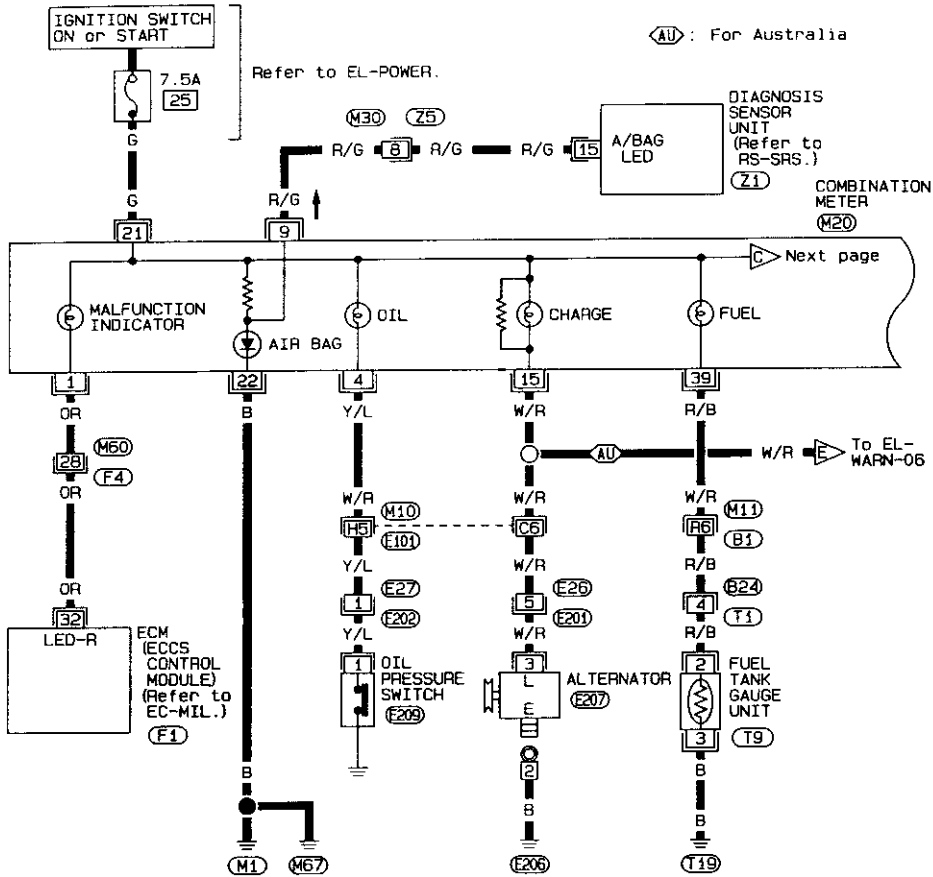 IGNITION SWITCH
ON or START
AU : For Australia
7.5A
25
Refer to EL-POWER.
G
G
M30
Z5
R/G
8
R/G
R/G
15
A/BAG
LED
DIAGNOSIS
SENSOR
UNIT
(Refer to
RS-SRS.)
Z1
R/G
COMBINATION
METER
M20
21
9
C
Next page
MALFUNCTION
INDICATOR
AIR BAG
OIL
CHARGE
FUEL
1
22
4
15
39
OR
B
Y/L
W/R
R/B
M60
28
F4
OR
AU
W/R
E
To EL-
WARN-06
W/R
W/R
W/R
H5
M10
E101
C6
R6
M11
B1
Y/L
W/R
R/B
1
E27
E202
5
E26
E201
4
B24
T1
OR
Y/L
W/R
R/B
32
LED-R
ECM
(ECCS
CONTROL
MODULE)
(Refer to
EC-MIL.)
F1
1
OIL
PRESSURE
SWITCH
E209
3
L
E
ALTERNATOR
E207
2
2
FUEL
TANK
GAUGE
UNIT
T9
3
B
B
B
B
M1
M67
E206
T19